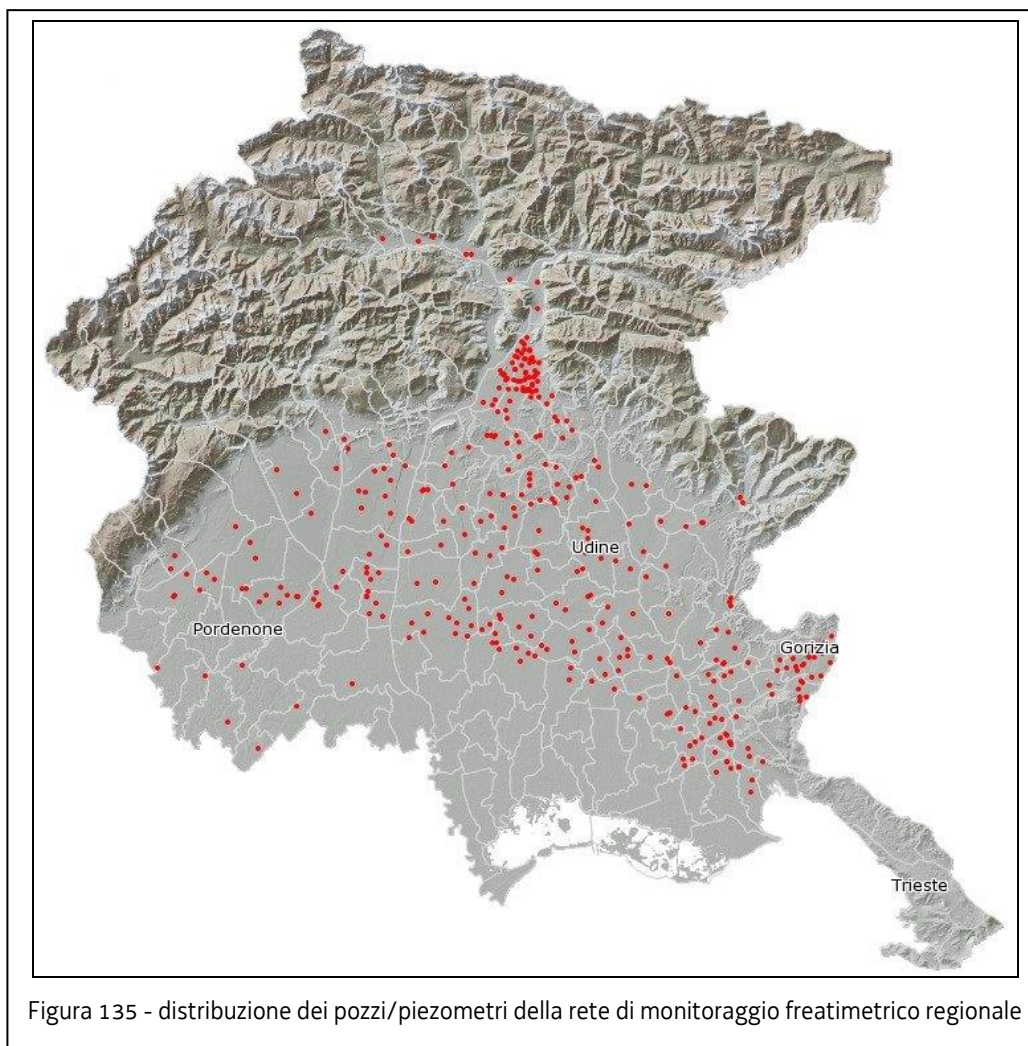 Udine
Pordenone
Gorizia
Trieste
Figura 135 - distribuzione dei pozzi/piezometri della rete di monitoraggio freatimetrico regionale